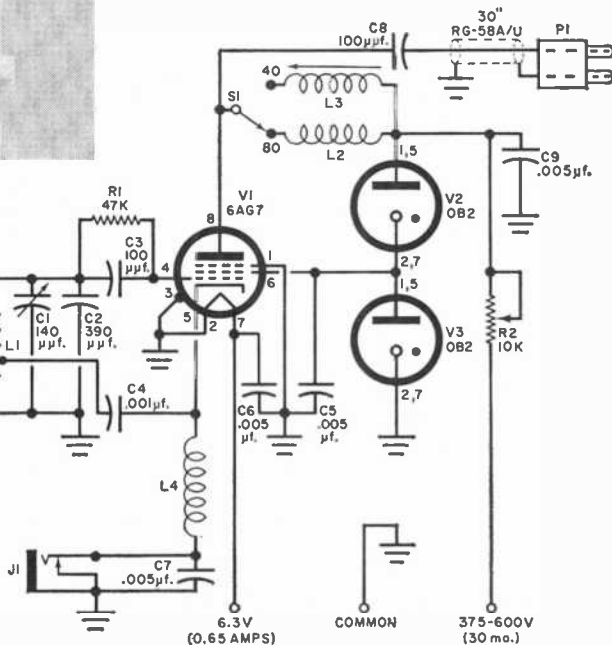 30"
RG-58A/U
P1
C8
100μμf.
40
L3
S1
80
L2
C9
.005μf.
1,5
V2
OB2
2,7
R1
47K
V1
6AG7
8
C3
100
μμf.
4
1
6
3
5
2
7
1,5
V3
OB2
2,7
R2
10K
C1
140
μμf.
C2
390
μμf.
L1
C4
.001μf.
C6
.005
μf.
C5
.005
μf.
L4
J1
C7
.005μf.
6.3V
(0.65 AMPS)
COMMON
375-600V
(30 ma.)